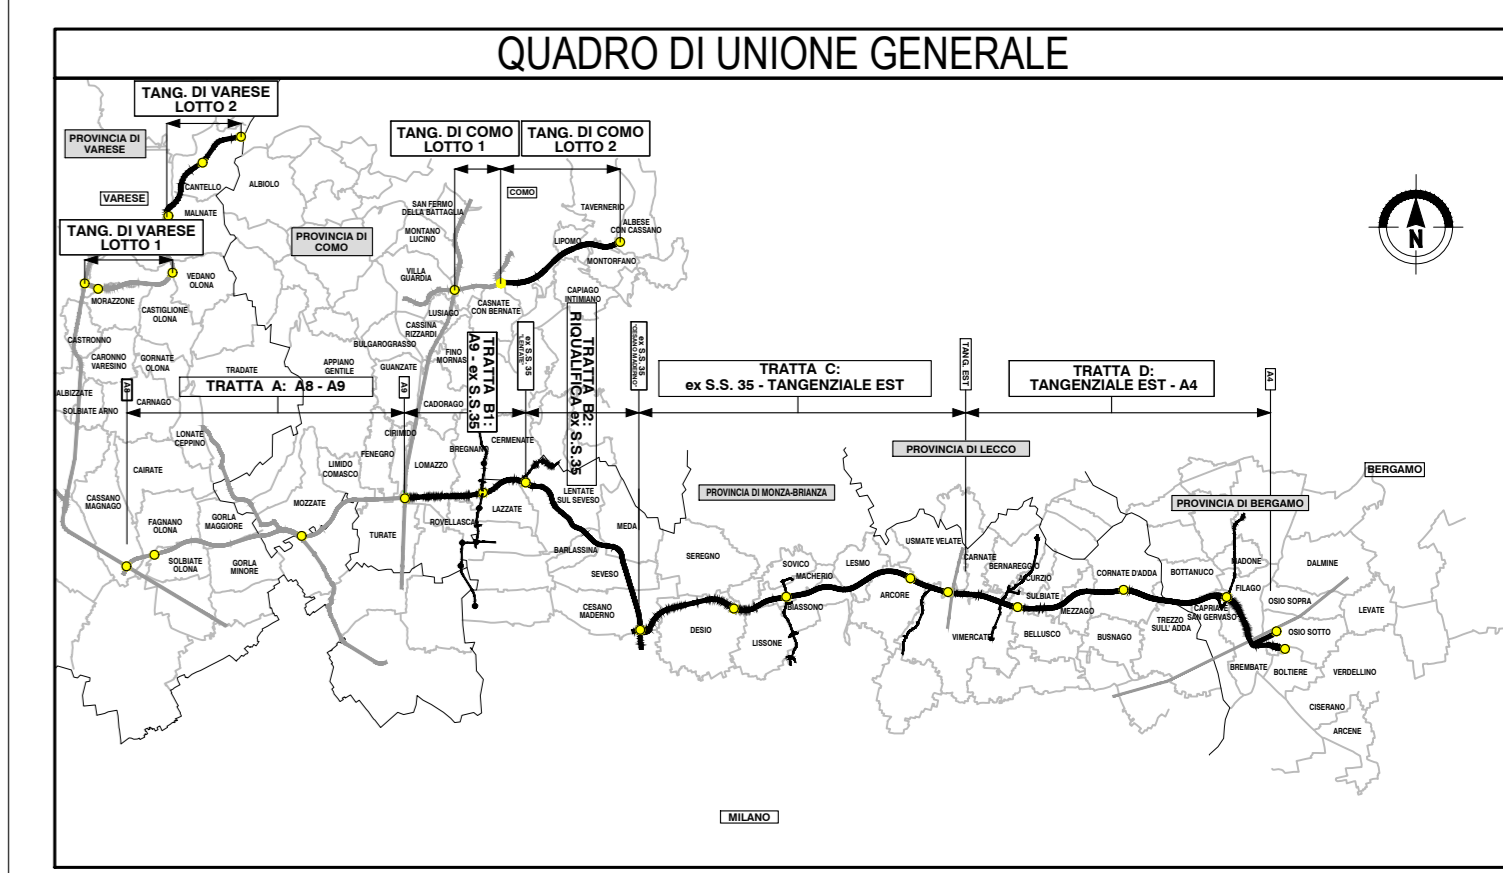 QUADRO DI UNIONE GENERALE
TANG. DI VARESE
LOTTO 2
PROVINCIA DI
VARESE
CANTELLO
ALBIOLO
VARESE
MALNATE
TANG. DI VARESE
LOTTO 1
PROVINCIA DI
COMO
TANG. DI COMO
LOTTO 1
TANG. DI COMO
LOTTO 2
COMO
SAN FERMO
DELLA BATTAGLIA
TAVERNERIO
ALBESE
CON CASSANO
MONTANO
LUCINO
LIPOMO
MONTORFANO
VILLA
GUARDIA
CAPIAGO
INTIMIANO
VEDANO
OLONA
MORAZZONE
CASTIGLIONE
OLONA
LUSIAGO
CASNATE
CON BERNATE
CASSINA
RIZZARDI
CASTRONNO
BULGAROGRASSO
FINO
MORNAS
CARONNO
VARESINO
GORNATE
OLONA
TRADATE
APPIANO
GENTILE
GUANZATE
TRATTA B1:
A9 - ex S.S.35
ex S.S. 35
"LENTATE"
TRATTA B2:
RIQUALIFICA ex S.S.35
ex S.S. 35
"CESANO MADERNO"
TRATTA C:
ex S.S. 35 - TANGENZIALE EST
TANG. EST
TRATTA D:
TANGENZIALE EST - A4
A4
ALBIZZATE
A8
TRATTA A: A8 - A9
A9
SOLBIATE ARNO
CARNAGO
CADORAGO
LONATE
CEPPINO
CIRIMIDO
CERMENATE
FENEGRO
BREGNANO
PROVINCIA DI LECCO
CAIRATE
LIMIDO
COMASCO
LOMAZZO
BERGAMO
CASSANO
MAGNAGO
MOZZATE
LENTATE
SUL SEVESO
PROVINCIA DI MONZA-BRIANZA
PROVINCIA DI BERGAMO
FAGNANO
OLONA
GORLA
MAGGIORE
ROVELLASCA
LAZZATE
MEDA
TURATE
USMATE VELATE
BARLASSINA
SEREGNO
CARNATE
SOLBIATE
OLONA
GORLA
MINORE
SOVICO
LESMO
BERNAREGGIO
MADONE
DALMINE
SEVESO
MACHERIO
AICURZIO
CORNATE D'ADDA
BOTTANUCO
FILAGO
ARCORE
SULBIATE
OSIO SOPRA
CESANO
MADERNO
BIASSONO
MEZZAGO
CAPRIATE
SAN GERVASO
LEVATE
DESIO
TREZZO
SULL' ADDA
LISSONE
VIMERCATE
BELLUSCO
BUSNAGO
OSIO SOTTO
BREMBATE
BOLTIERE
VERDELLINO
CISERANO
ARCENE
MILANO
N